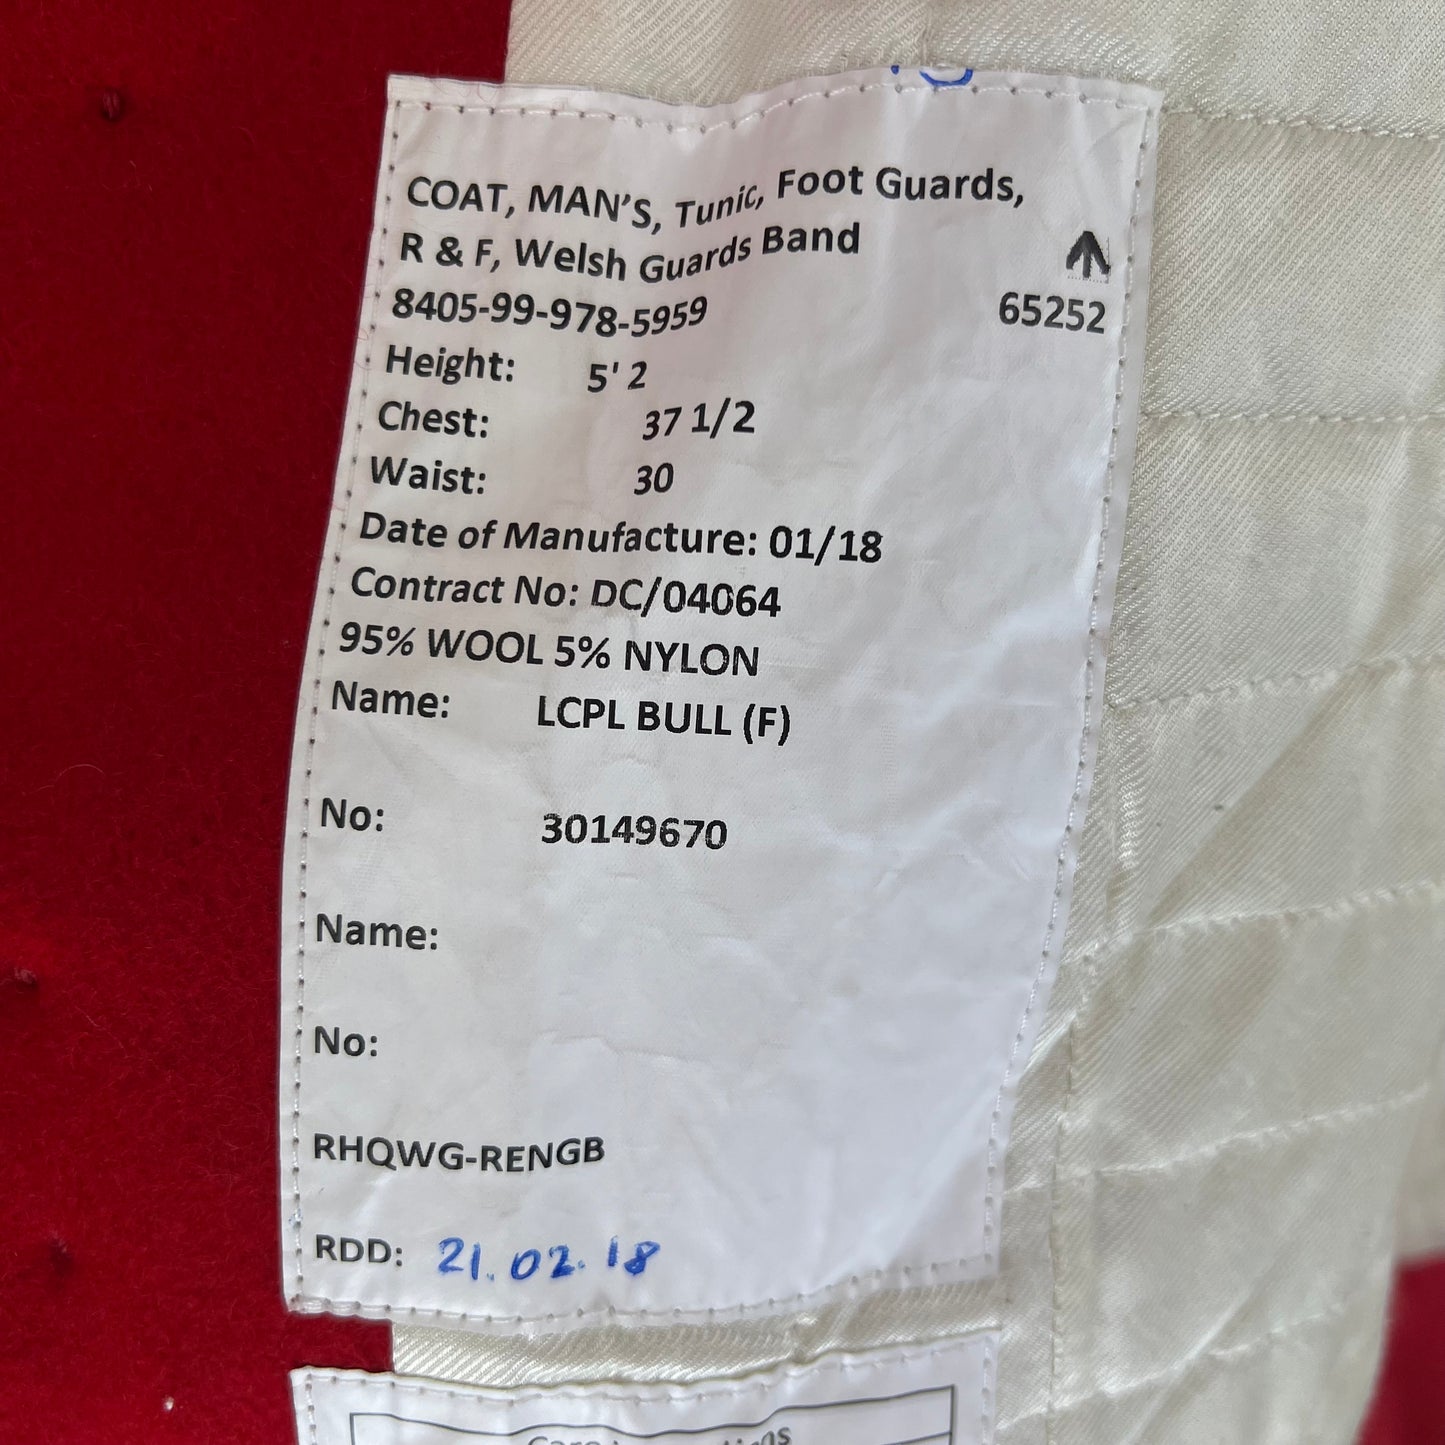 COAT, MAN'S, Tunic, Foot Guards,
R & F, Welsh Guards Band
8405-99-978-5959 65252
Height: 5' 2
Chest: 37 1/2
Waist: 30
Date of Manufacture: 01/18
Contract No: DC/04064
95% WOOL 5% NYLON
Name: LCPL BULL (F)
No: 30149670
Name:
No:
RHQWG-RENGB
RDD: 21.02.18